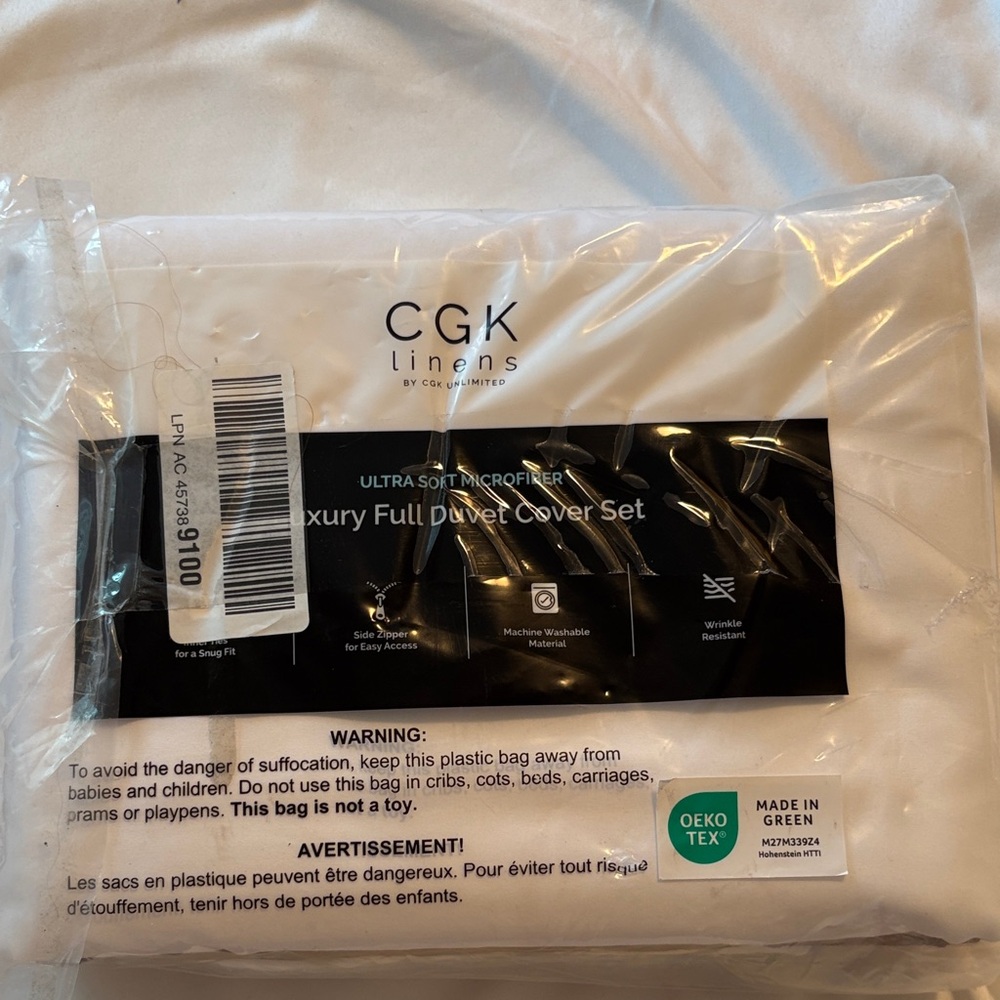 CGK
linens
BY CGK UNLIMITED
LPN AC 457389100
ULTRA SOFT MICROFIBER
uxury Full Duvet Cover Set
Inner Ties
for a Snug Fit
Side Zipper
for Easy Access
Machine Washable
Material
Wrinkle
Resistant
WARNING:
To avoid the danger of suffocation, keep this plastic bag away from
babies and children. Do not use this bag in cribs, cots, beds, carriages,
prams or playpens. This bag is not a toy.
AVERTISSEMENT!
Les sacs en plastique peuvent être dangereux. Pour éviter tout risque
d'étouffement, tenir hors de portée des enfants.
OEKO
TEX®
MADE IN
GREEN
M27M339Z4
Hohenstein HTTI